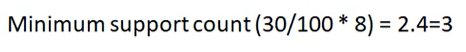 Minimum support count (30/100 * 8) = 2.4=3